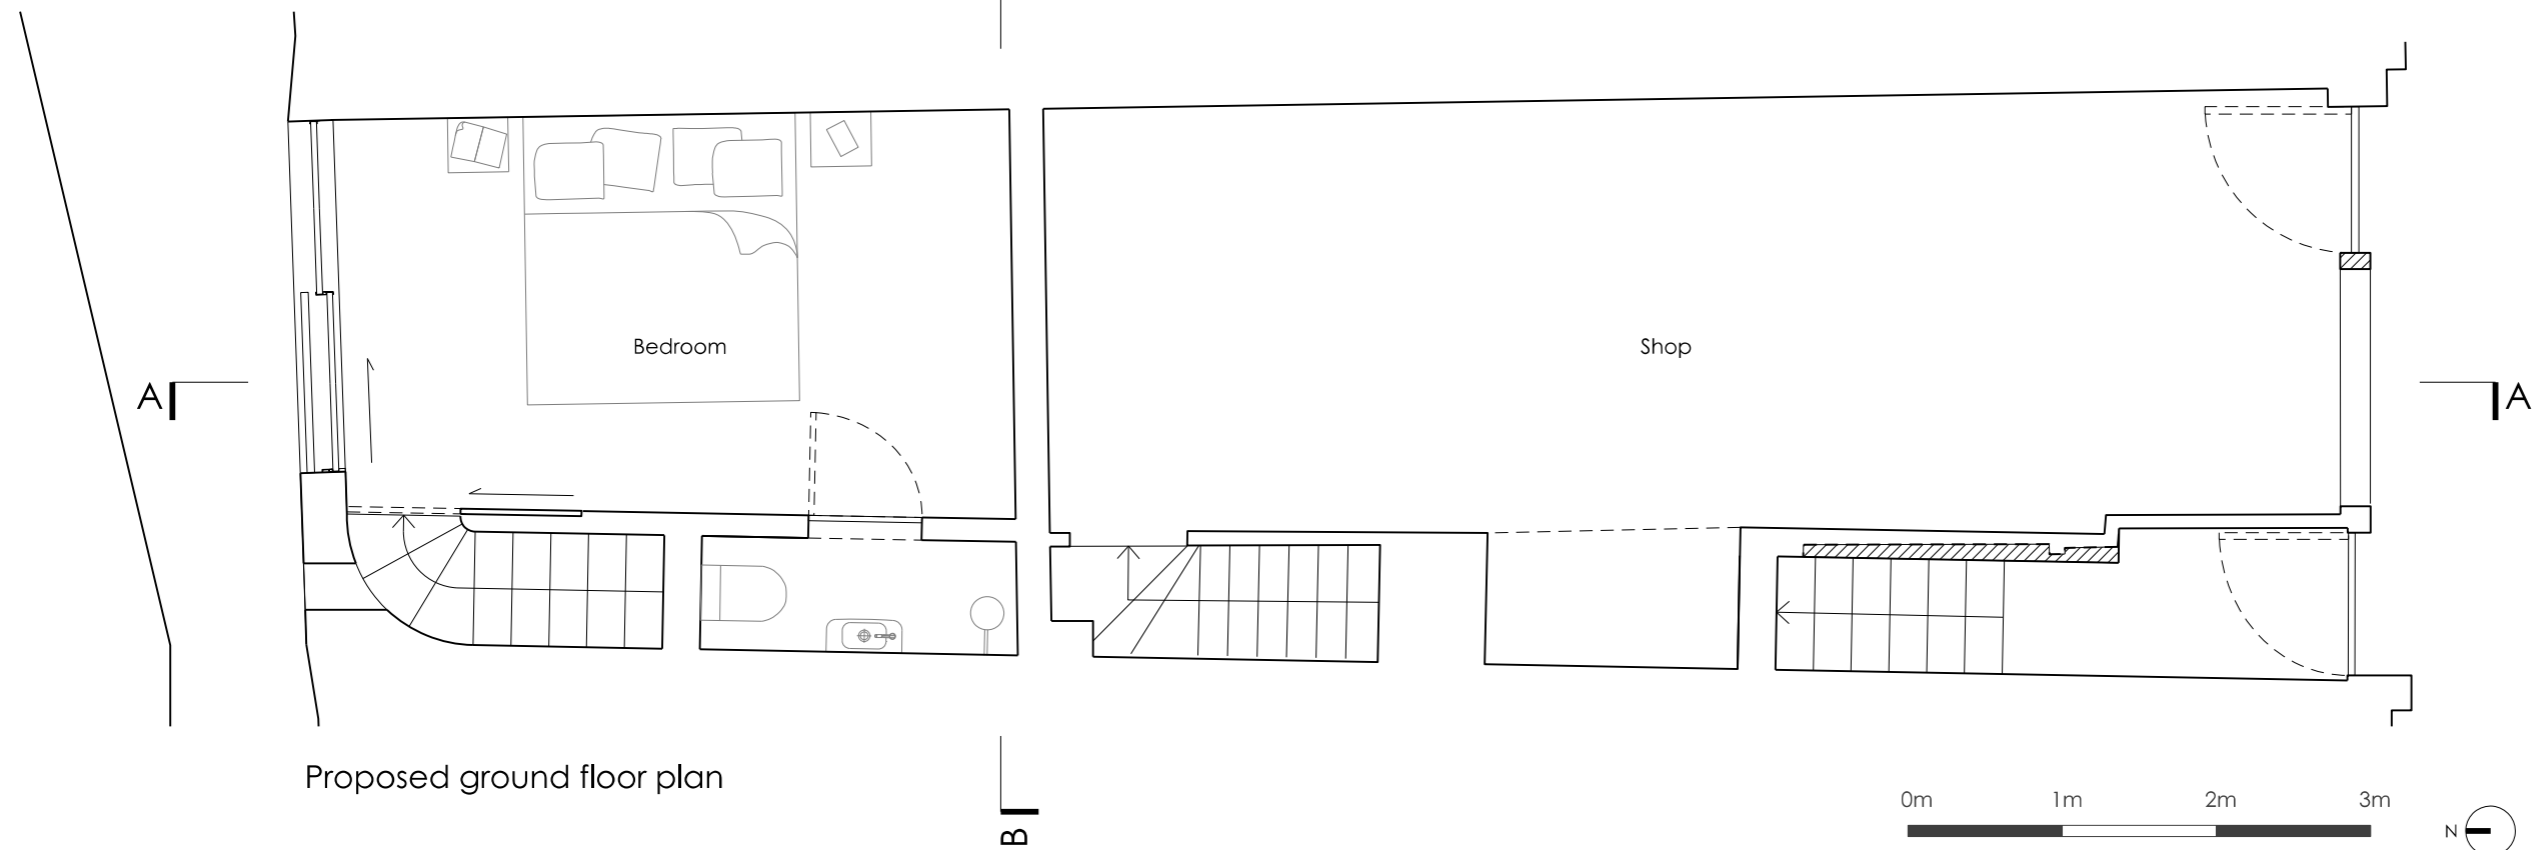 Bedroom
Shop
A
A
Proposed ground floor plan
B
0m 1m 2m 3m
N